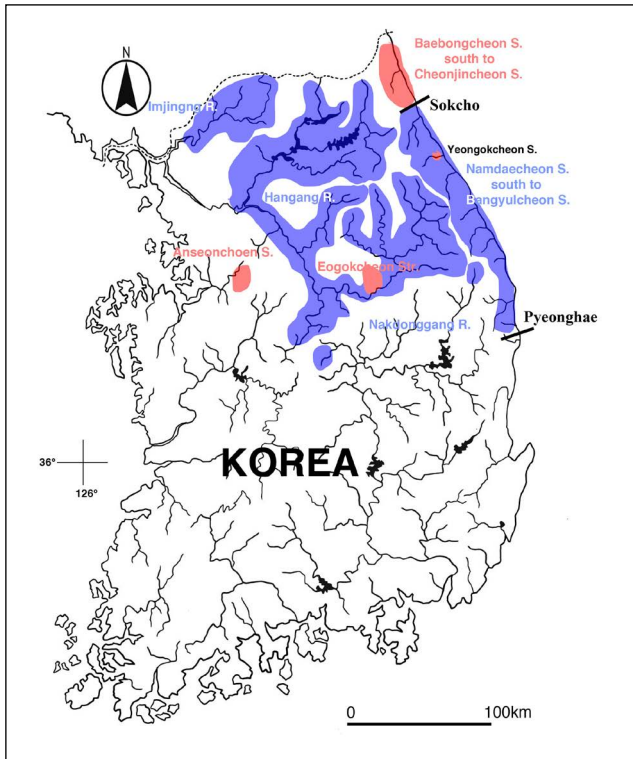 N
Baebongcheon S.
south to
Cheonjincheon S.
Imjingng R.
Sokcho
Yeongokcheon S.
Namdaecheon S.
south to
Bangyulcheon S.
Hangang R.
Anseonchoen S.
Eogokcheon Str.
Nakdonggang R.
Pyeonghae
KOREA
36°
126°
0 100km